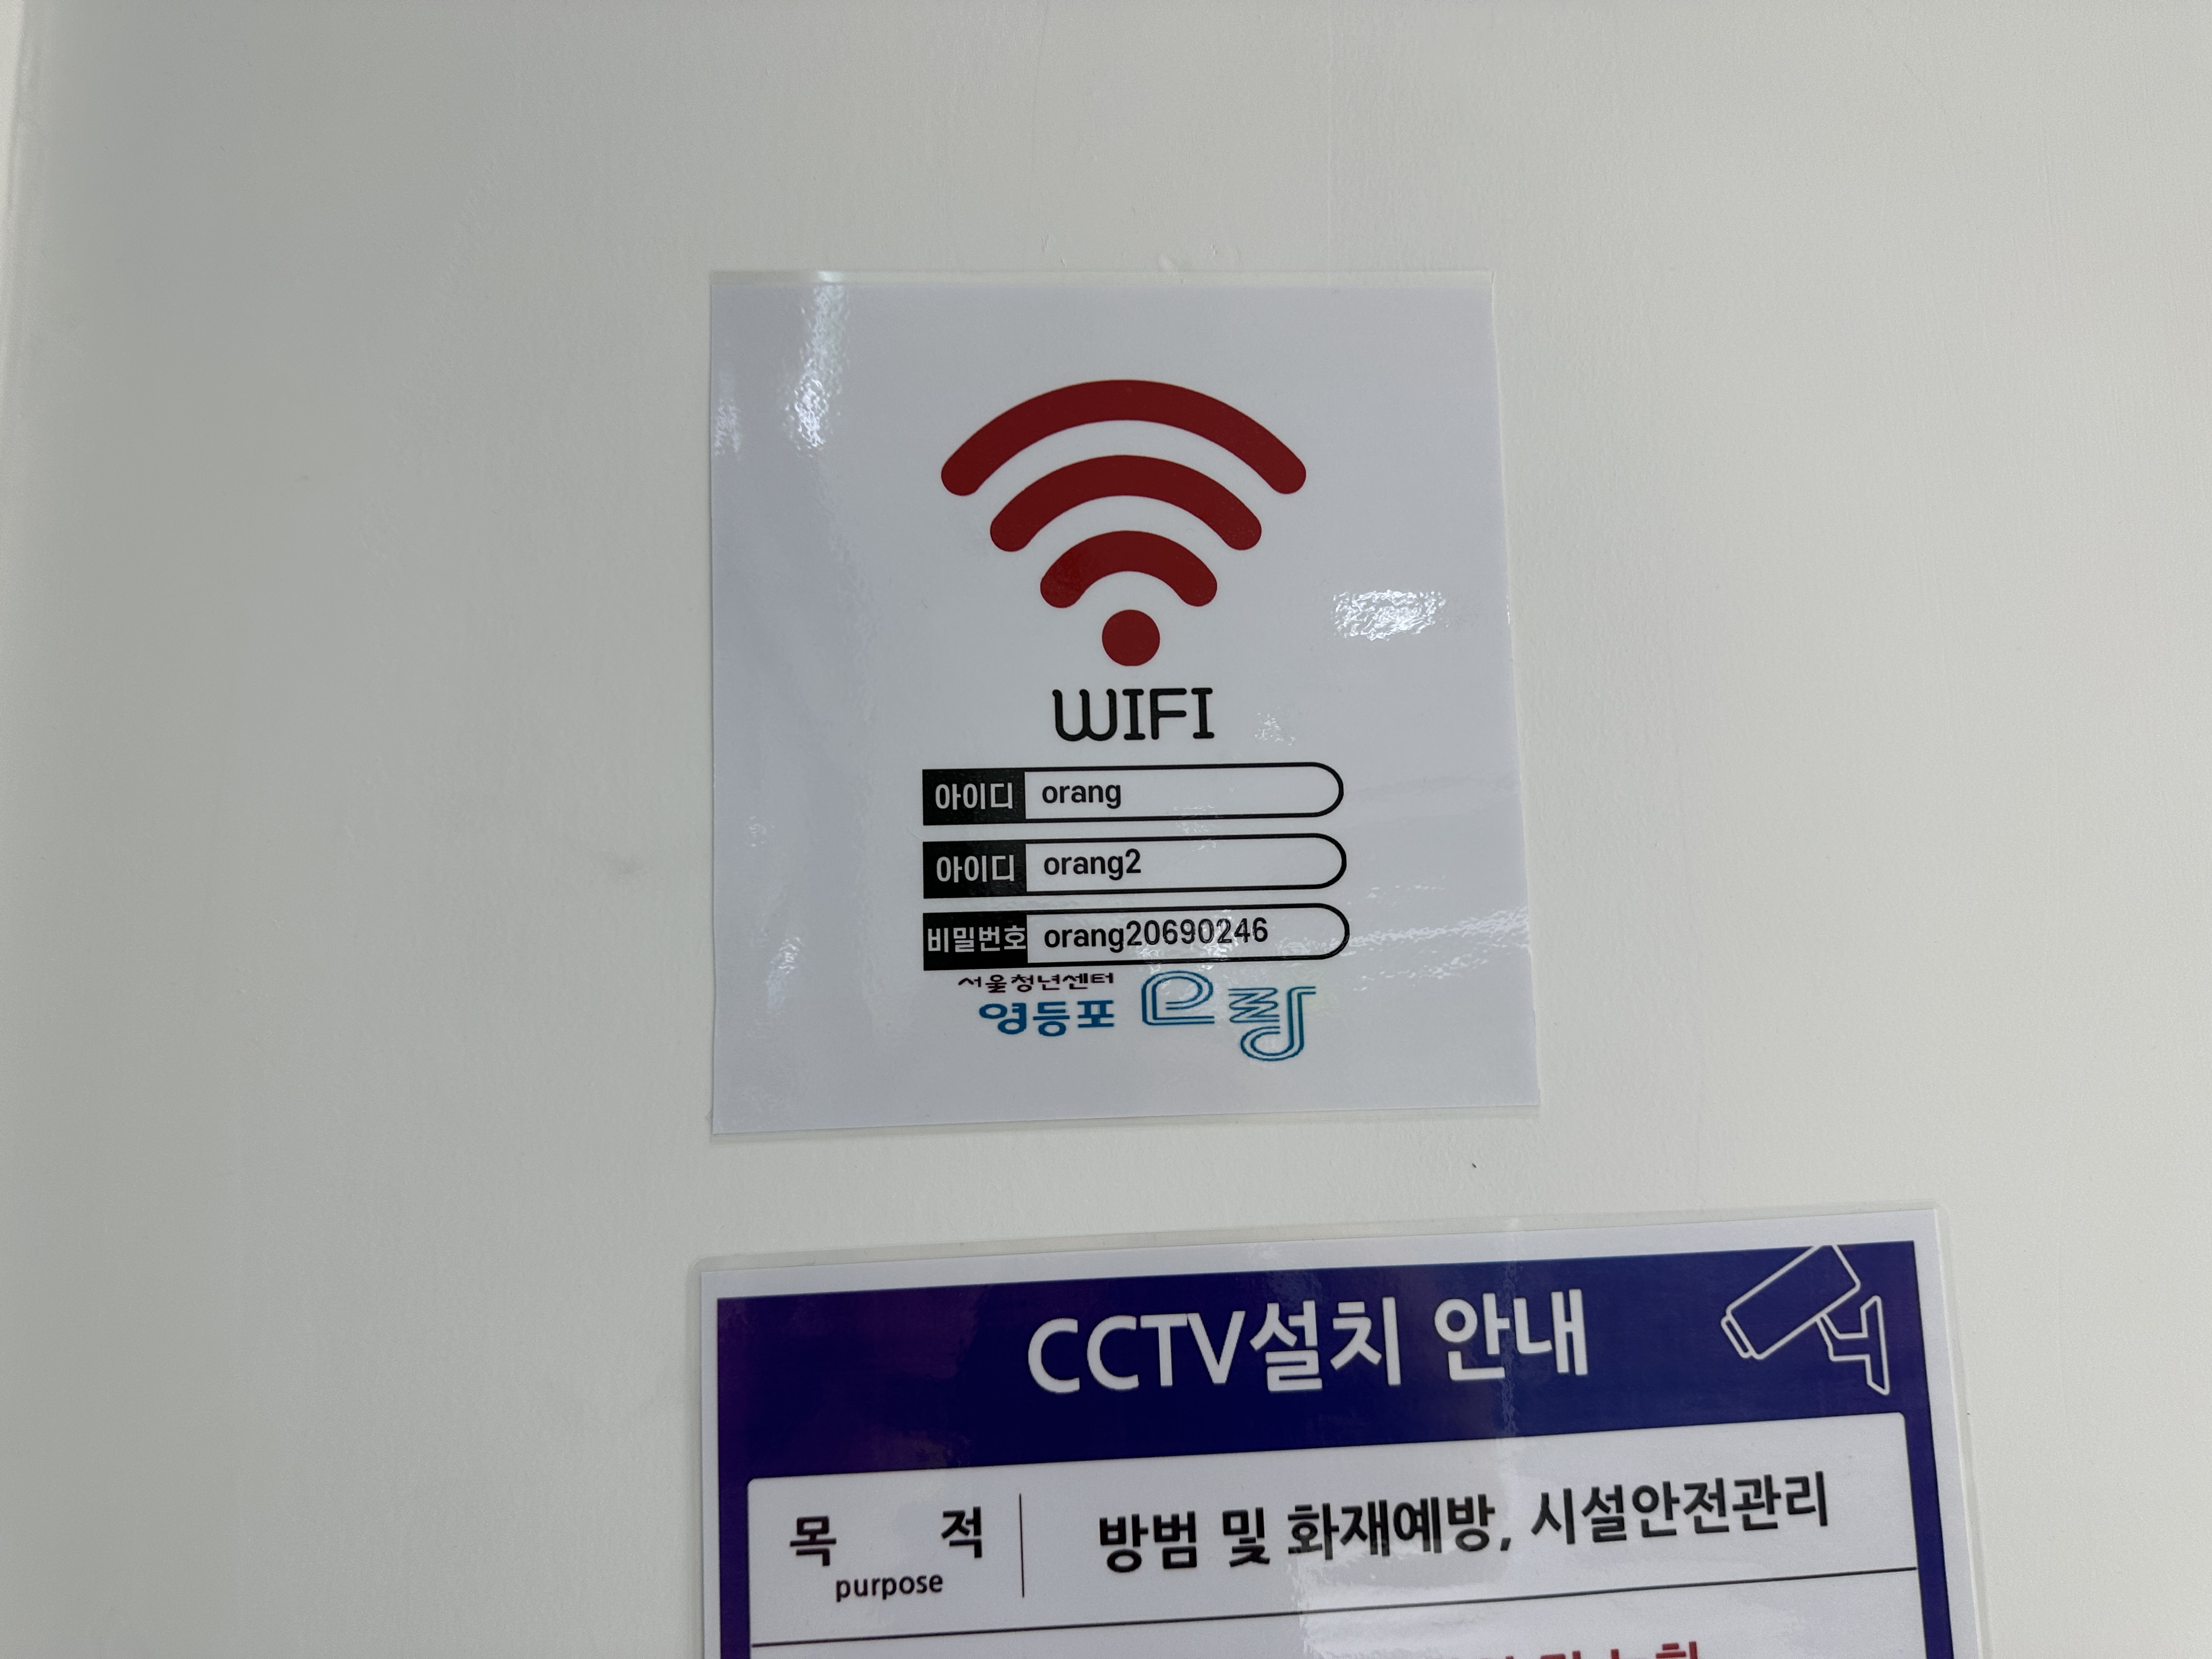 WIFI
아이디 orang
아이디 orang2
비밀번호 orang20690246
서울청년센터
영등포 오랑
CCTV설치 안내
목 적 방범 및 화재예방, 시설안전관리
purpose